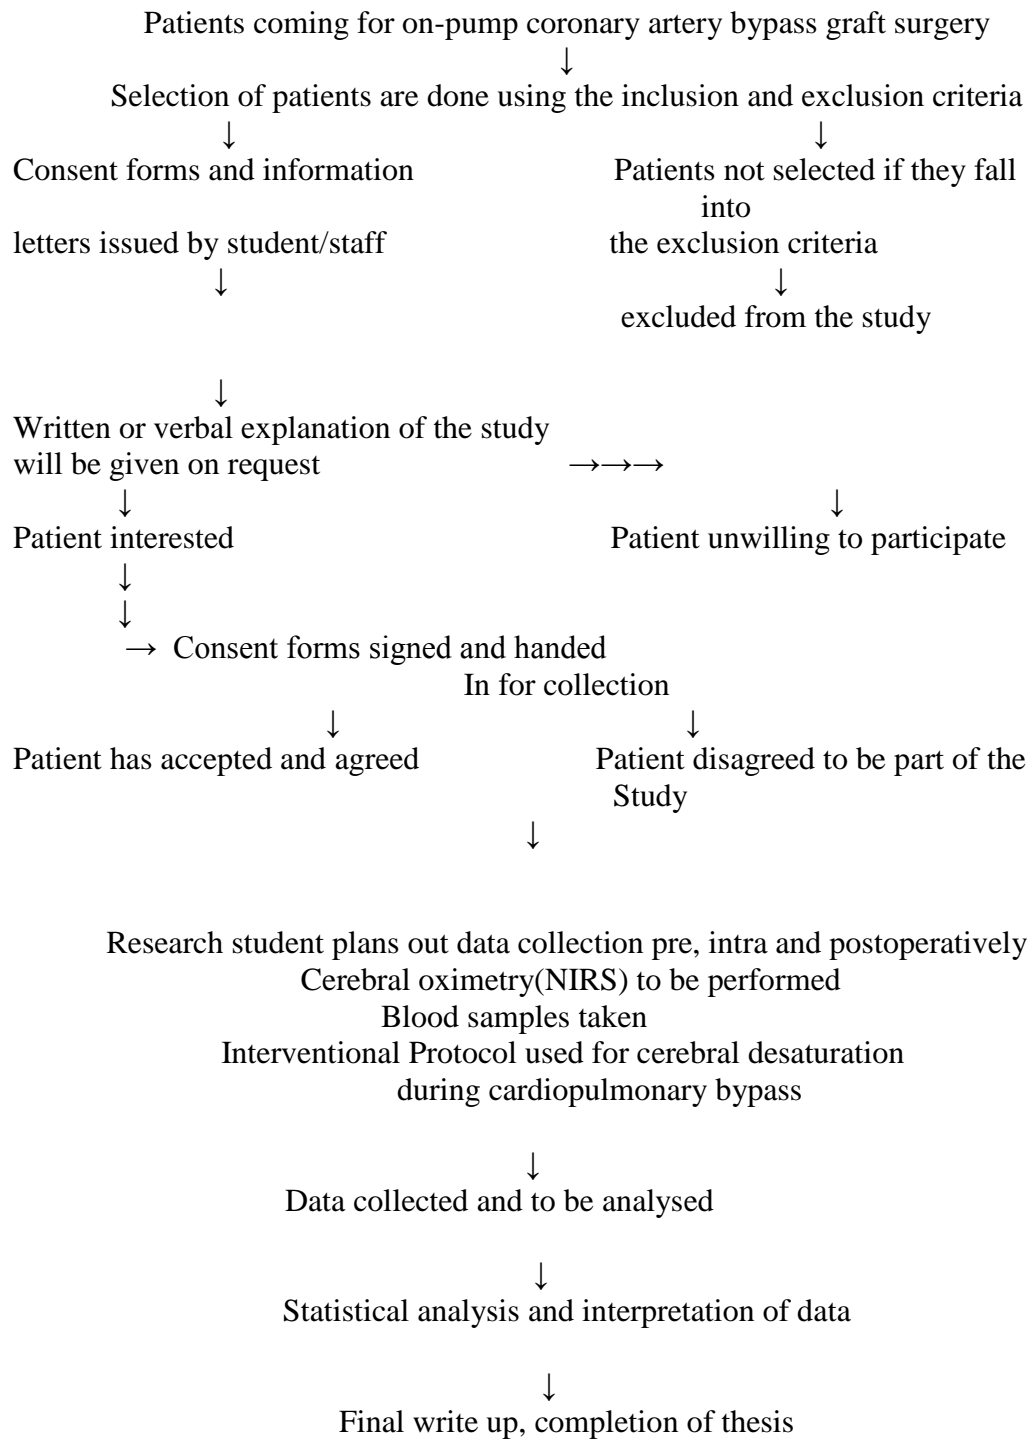 Patients coming for on-pump coronary artery bypass graft surgery
↓
Selection of patients are done using the inclusion and exclusion criteria
↓ ↓
Consent forms and information Patients not selected if they fall
into
letters issued by student/staff the exclusion criteria
↓ ↓
excluded from the study
↓
Written or verbal explanation of the study
will be given on request →→→
↓ ↓
Patient interested Patient unwilling to participate
↓
↓
→ Consent forms signed and handed
In for collection
↓ ↓
Patient has accepted and agreed Patient disagreed to be part of the
Study
↓
Research student plans out data collection pre, intra and postoperatively
Cerebral oximetry(NIRS) to be performed
Blood samples taken
Interventional Protocol used for cerebral desaturation
during cardiopulmonary bypass
↓
Data collected and to be analysed
↓
Statistical analysis and interpretation of data
↓
Final write up, completion of thesis